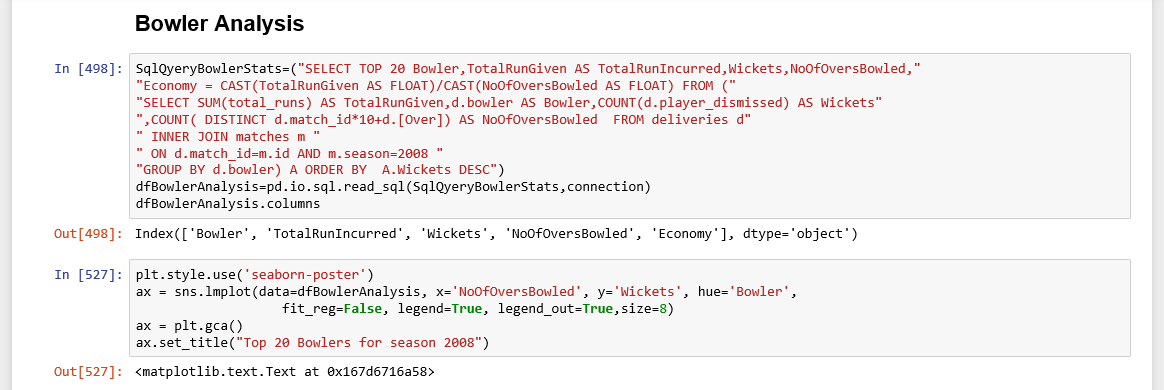 Bowler Analysis
In [498]: SqlQyeryBowlerStats=("SELECT TOP 20 Bowler,TotalRunGiven AS TotalRunIncurred,Wickets,NoOfOversBowled,"
"Economy = CAST(TotalRunGiven AS FLOAT)/CAST(NoOfOversBowled AS FLOAT) FROM ("
"SELECT SUM(total_runs) AS TotalRunGiven,d.bowler AS Bowler,COUNT(d.player_dismissed) AS Wickets"
",COUNT( DISTINCT d.match_id*10+d.[Over]) AS NoOfOversBowled  FROM deliveries d"
" INNER JOIN matches m "
" ON d.match_id=m.id AND m.season=2008 "
"GROUP BY d.bowler) A ORDER BY  A.Wickets DESC")
dfBowlerAnalysis=pd.io.sql.read_sql(SqlQyeryBowlerStats,connection)
dfBowlerAnalysis.columns
Out[498]: Index(['Bowler', 'TotalRunIncurred', 'Wickets', 'NoOfOversBowled', 'Economy'], dtype='object')
In [527]: plt.style.use('seaborn-poster')
ax = sns.lmplot(data=dfBowlerAnalysis, x='NoOfOversBowled', y='Wickets', hue='Bowler',
fit_reg=False, legend=True, legend_out=True,size=8)
ax = plt.gca()
ax.set_title("Top 20 Bowlers for season 2008")
Out[527]: <matplotlib.text.Text at 0x167d6716a58>